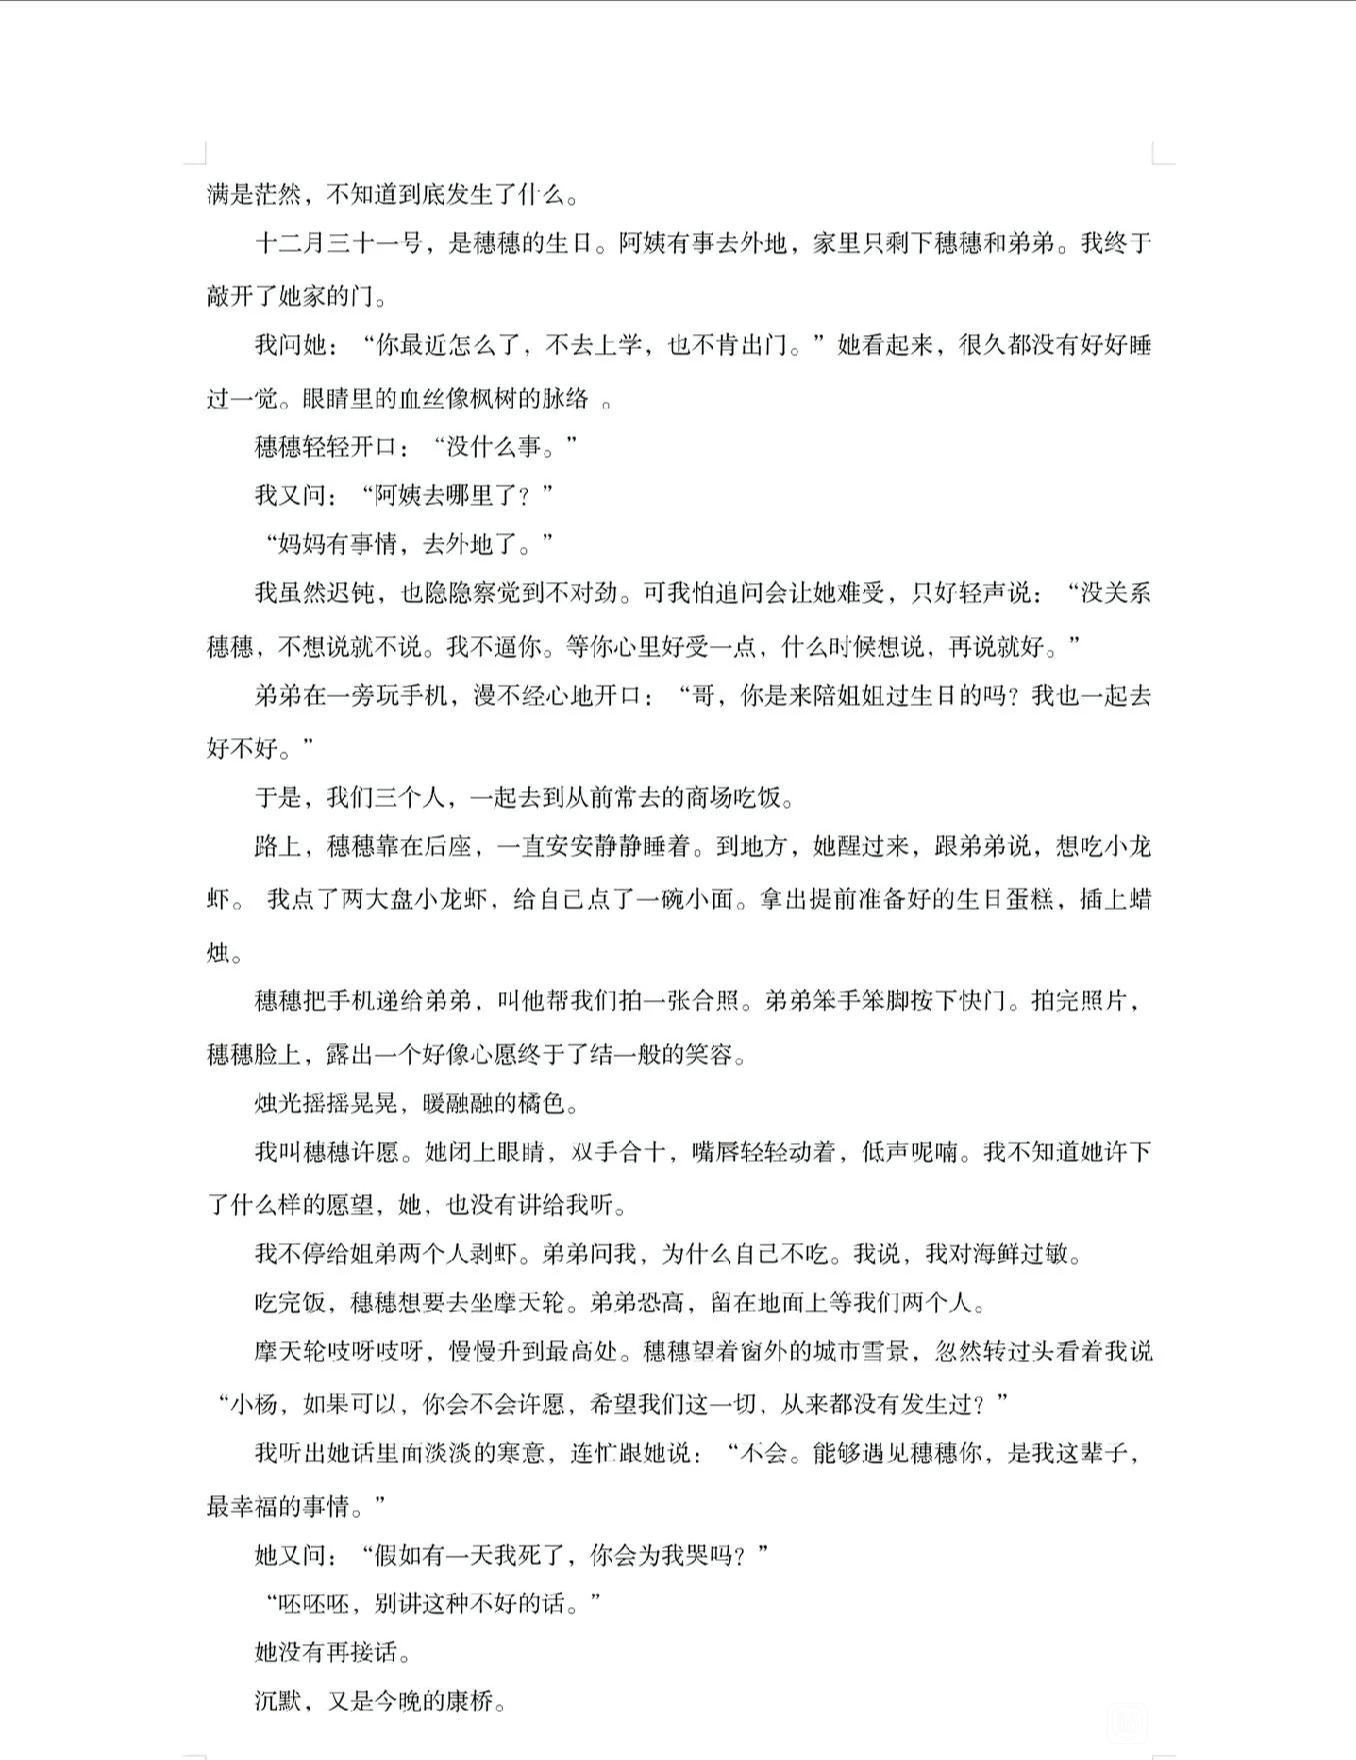 满是茫然，不知道到底发生了什么。
十二月三十一号，是穗穗的生日。阿姨有事去外地，家里只剩下穗穗和弟弟。我终于
敲开了她家的门。
我问她：“你最近怎么了，不去上学，也不肯出门。”她看起来，很久都没有好好睡
过一觉。眼睛里的血丝像枫树的脉络 。
穗穗轻轻开口：“没什么事。”
我又问：“阿姨去哪里了？”
“妈妈有事情，去外地了。”
我虽然迟钝，也隐隐察觉到不对劲。可我怕追问会让她难受，只好轻声说：“没关系
穗穗，不想说就不说。我不逼你。等你心里好受一点，什么时候想说，再说就好。”
弟弟在一旁玩手机，漫不经心地开口：“哥，你是来陪姐姐过生日的吗？我也一起去
好不好。”
于是，我们三个人，一起去到从前常去的商场吃饭。
路上，穗穗靠在后座，一直安安静静睡着。到地方，她醒过来，跟弟弟说，想吃小龙
虾。 我点了两大盘小龙虾，给自己点了一碗小面。拿出提前准备好的生日蛋糕，插上蜡
烛。
穗穗把手机递给弟弟，叫他帮我们拍一张合照。弟弟笨手笨脚按下快门。拍完照片，
穗穗脸上，露出一个好像心愿终于了结一般的笑容。
烛光摇摇晃晃，暖融融的橘色。
我叫穗穗许愿。她闭上眼睛，双手合十，嘴唇轻轻动着，低声呢喃。我不知道她许下
了什么样的愿望，她，也没有讲给我听。
我不停给姐弟两个人剥虾。弟弟问我，为什么自己不吃。我说，我对海鲜过敏。
吃完饭，穗穗想要去坐摩天轮。弟弟恐高，留在地面上等我们两个人。
摩天轮吱呀吱呀，慢慢升到最高处。穗穗望着窗外的城市雪景，忽然转过头看着我说
“小杨，如果可以，你会不会许愿，希望我们这一切，从来都没有发生过？”
我听出她话里面淡淡的寒意，连忙跟她说：“不会。能够遇见穗穗你，是我这辈子，
最幸福的事情。”
她又问：“假如有一天我死了，你会为我哭吗？”
“呸呸呸，别讲这种不好的话。”
她没有再接话。
沉默，又是今晚的康桥。